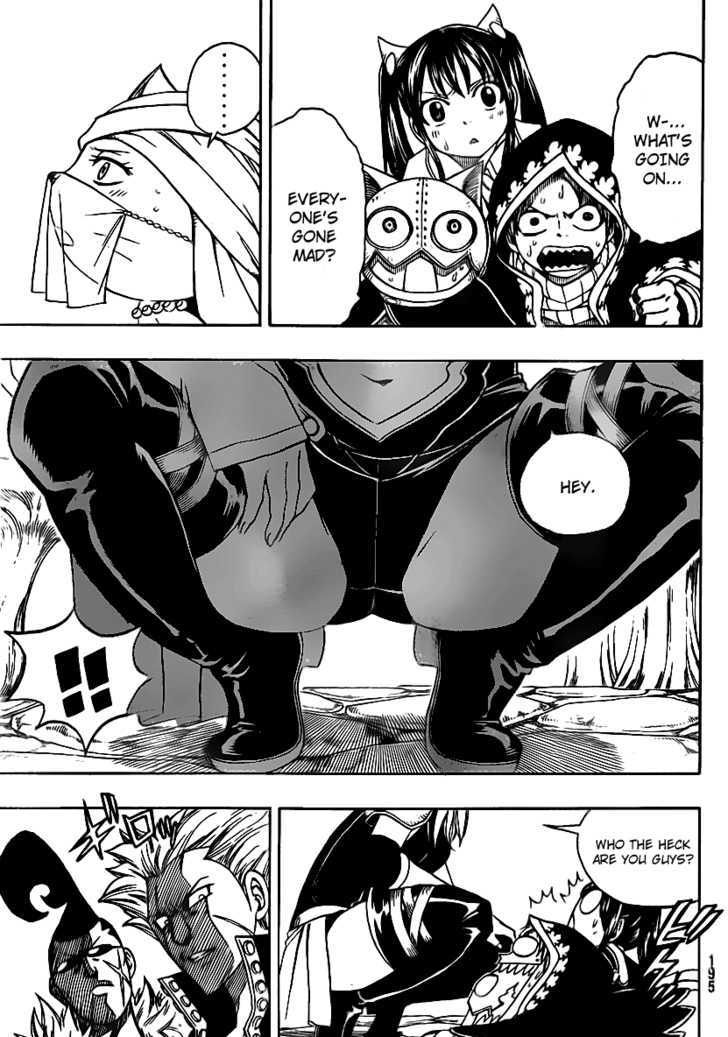 W-...
WHAT'S
GOING
ON...
EVERY-
ONE'S
GONE
MAD?
........
HEY.
!!
WHO THE HECK
ARE YOU GUYS?
195